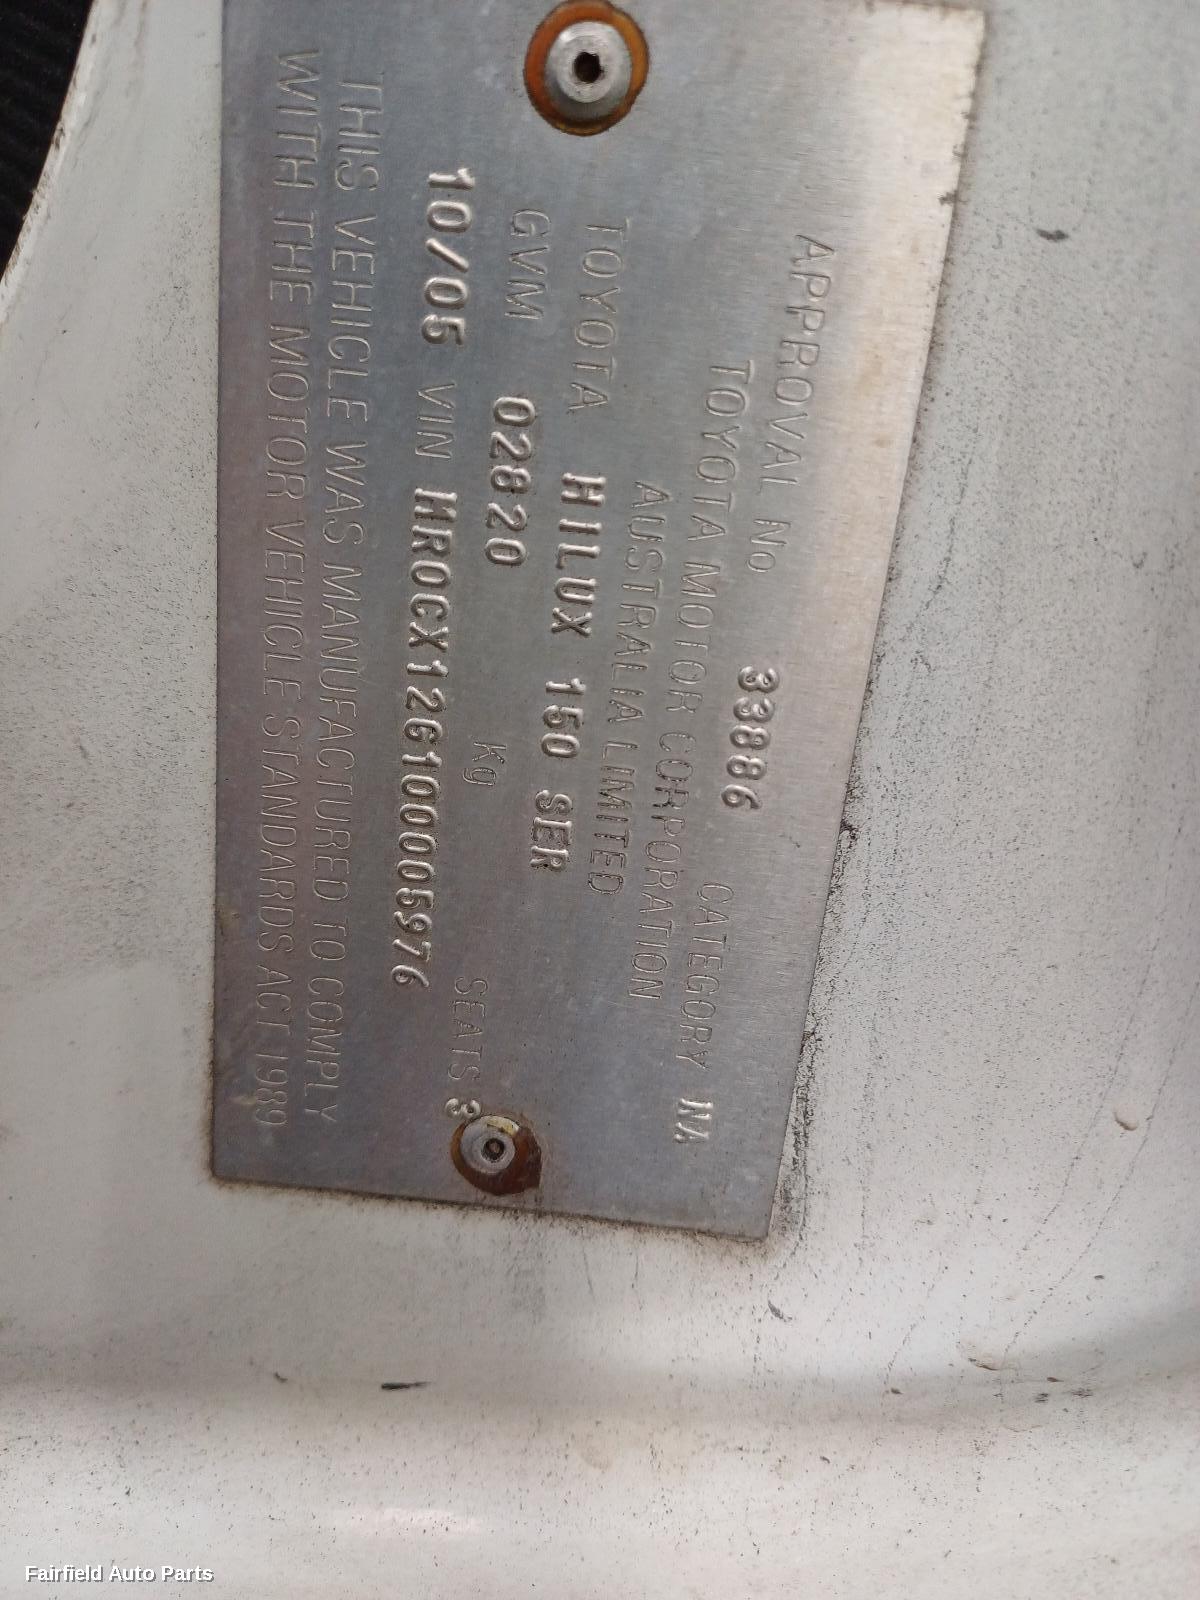 APPROVAL No 33886 CATEGORY NA
TOYOTA MOTOR CORPORATION
AUSTRALIA LIMITED
TOYOTA HILUX 150 SER
GVM 02820 Kg SEATS 3
10/05 VIN MR0CX12G100005976
THIS VEHICLE WAS MANUFACTURED TO COMPLY
WITH THE MOTOR VEHICLE STANDARDS ACT 1989
Fairfield Auto Parts